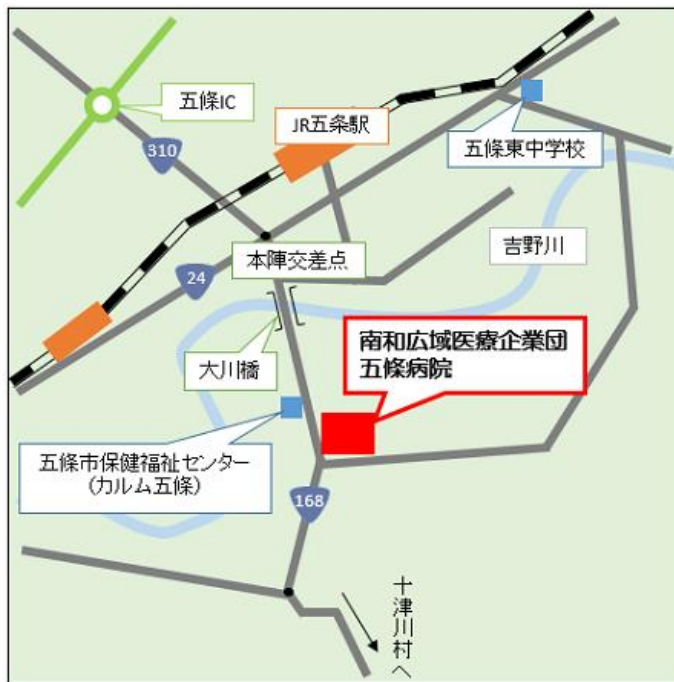 五條IC
JR五条駅
310
五條東中学校
本陣交差点
吉野川
24
南和広域医療企業団
五條病院
大川橋
五條市保健福祉センター
(カルム五條)
168
十津川村へ